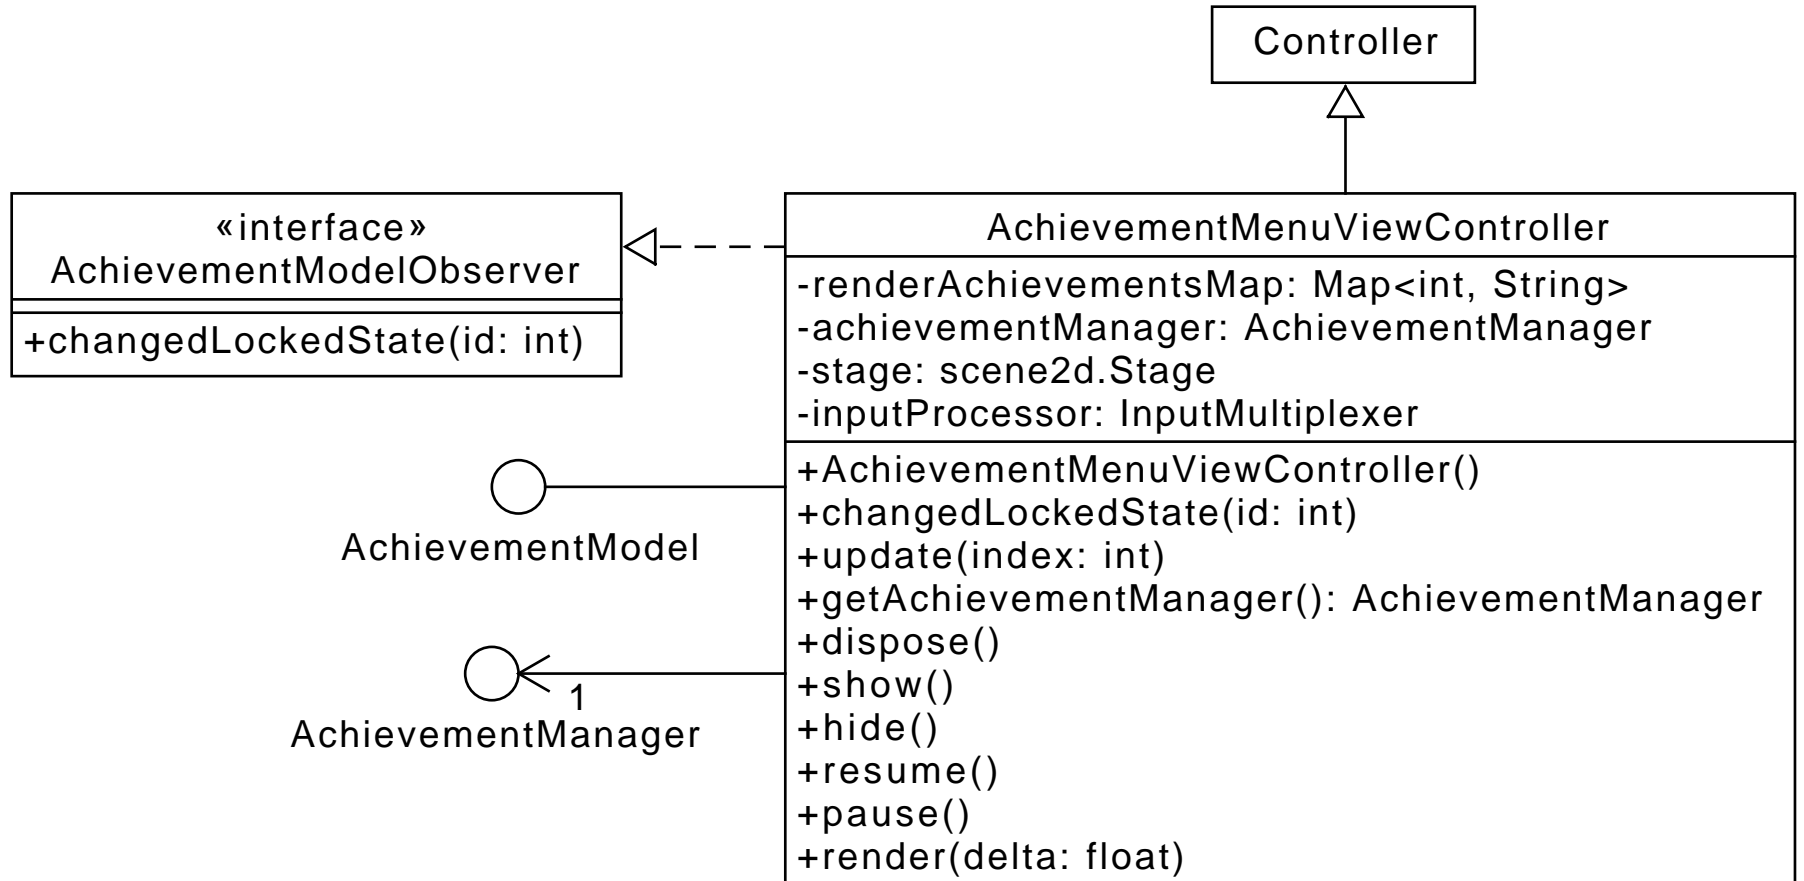 Controller
«interface»
AchievementModelObserver
+changedLockedState(id: int)
AchievementMenuViewController
-renderAchievementsMap: Map<int, String>
-achievementManager: AchievementManager
-stage: scene2d.Stage
-inputProcessor: InputMultiplexer
+AchievementMenuViewController()
+changedLockedState(id: int)
+update(index: int)
+getAchievementManager(): AchievementManager
+dispose()
+show()
+hide()
+resume()
+pause()
+render(delta: float)
AchievementModel
1
AchievementManager